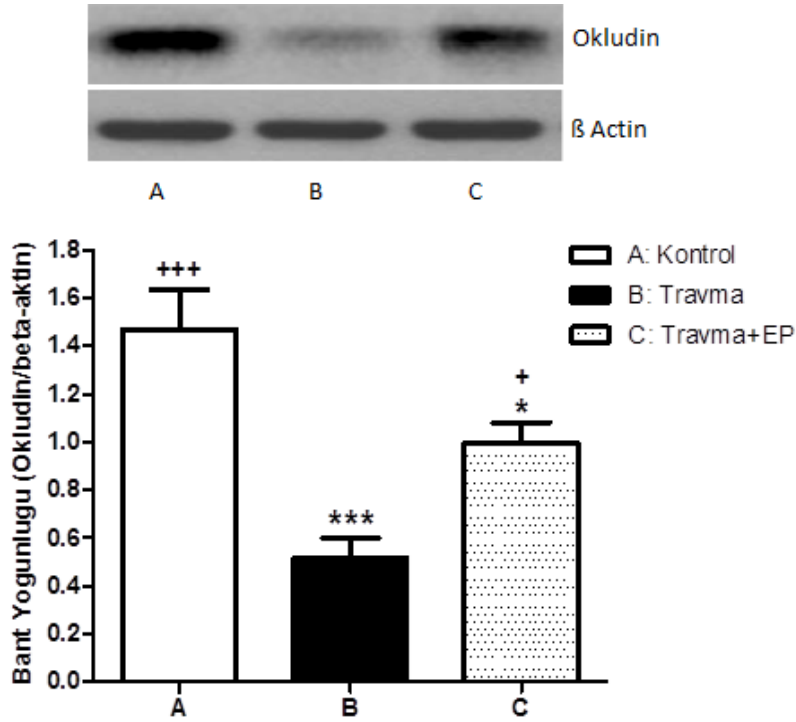 Okludin
ß Actin
A B C
Bant Yogunlugu (Okludin/beta-aktin)
1.8
1.6
1.4
1.2
1.0
0.8
0.6
0.4
0.2
0.0
+++
***
+
*
A B C
A: Kontrol
B: Travma
C: Travma+EP